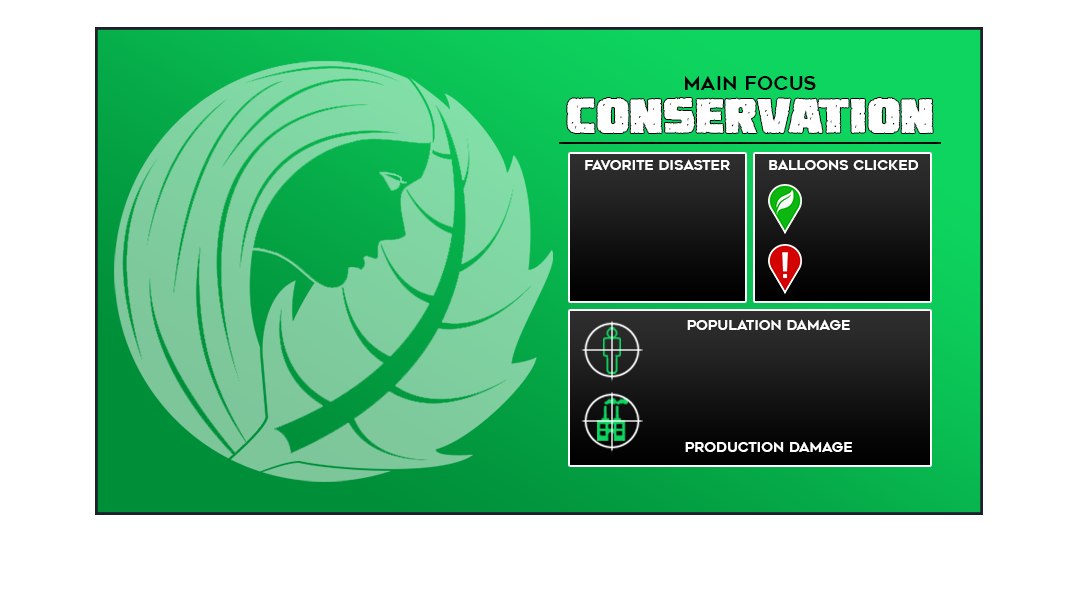 MAIN FOCUS
CONSERVATION
FAVORITE DISASTER
BALLOONS CLICKED
!
POPULATION DAMAGE
PRODUCTION DAMAGE